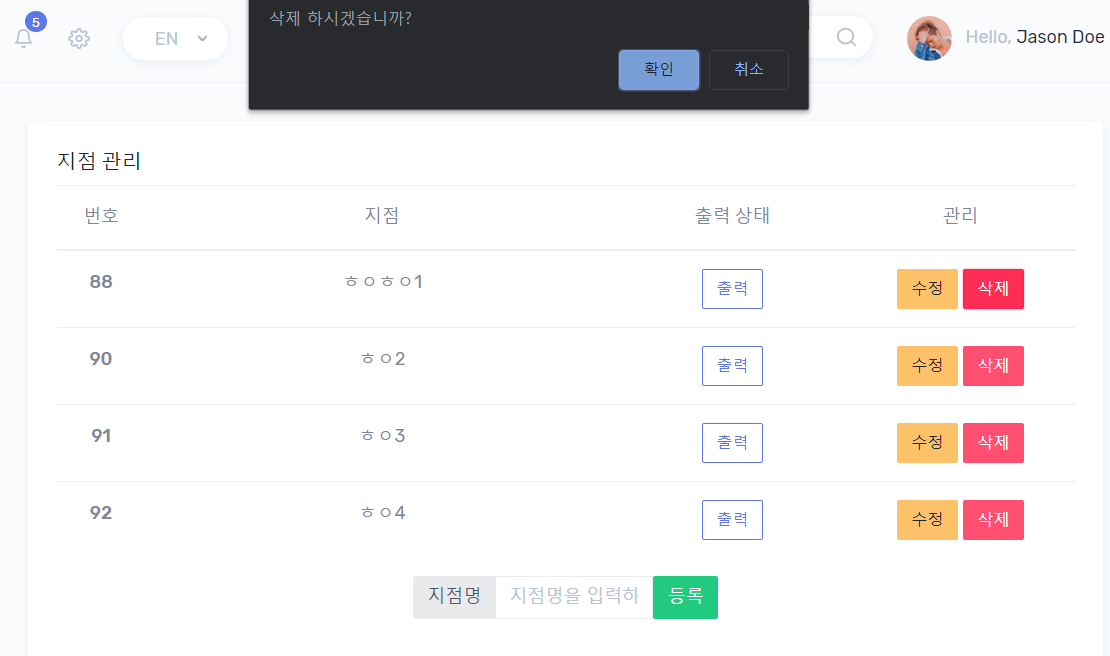 삭제 하시겠습니까?
확인 취소
5
EN
Hello, Jason Doe
지점 관리
번호 지점 출력 상태 관리
88 ㅎㅇㅎㅇ1 출력 수정 삭제
90 ㅎㅇ2 출력 수정 삭제
91 ㅎㅇ3 출력 수정 삭제
92 ㅎㅇ4 출력 수정 삭제
지점명 지점명을 입력하 등록